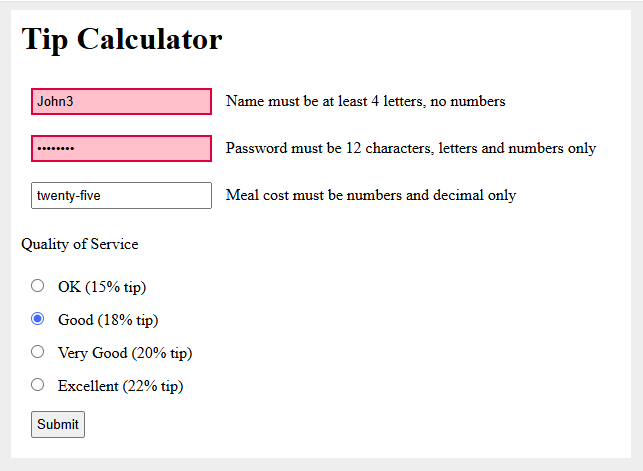 Tip Calculator
John3 Name must be at least 4 letters, no numbers
•••••••• Password must be 12 characters, letters and numbers only
twenty-five Meal cost must be numbers and decimal only
Quality of Service
OK (15% tip)
Good (18% tip)
Very Good (20% tip)
Excellent (22% tip)
Submit